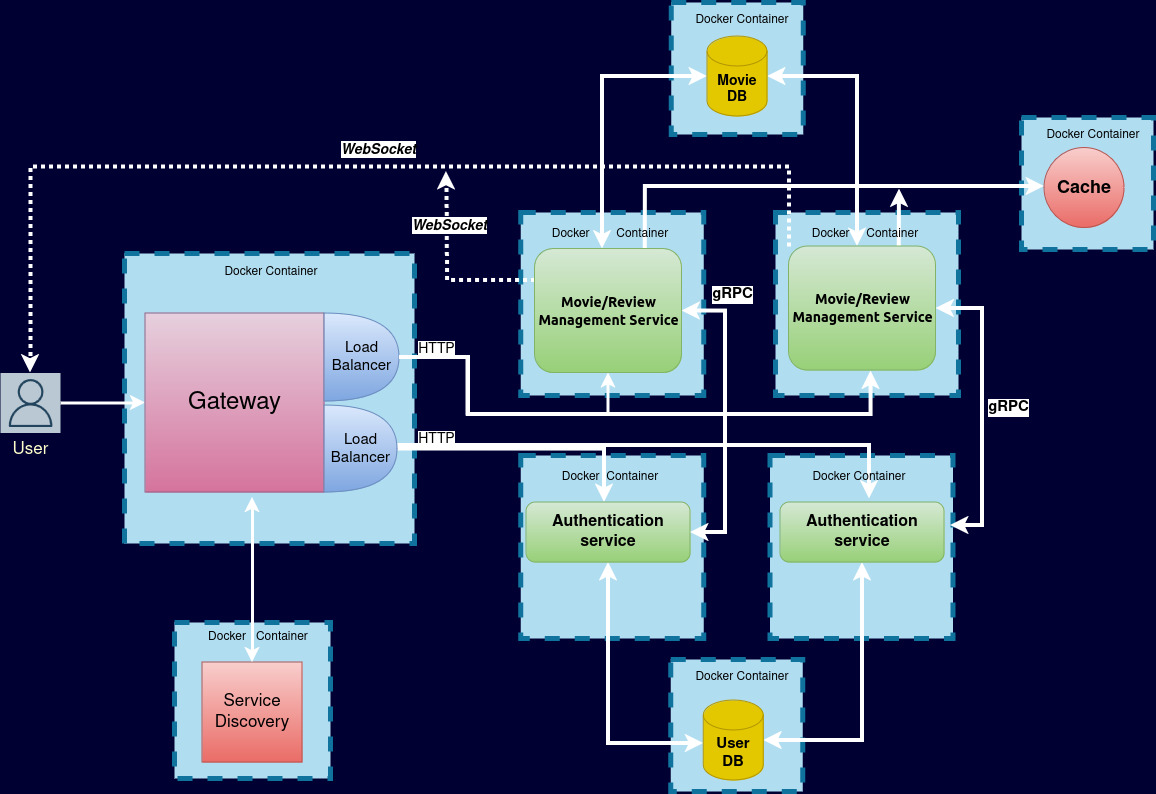 Docker Container
Movie
DB
Docker Container
Cache
WebSocket
WebSocket
Docker Container
Movie/Review
Management Service
Docker Container
Movie/Review
Management Service
gRPC
gRPC
Docker Container
Gateway
Load
Balancer
Load
Balancer
HTTP
HTTP
User
Docker Container
Authentication
service
Docker Container
Authentication
service
Docker Container
Service
Discovery
Docker Container
User
DB